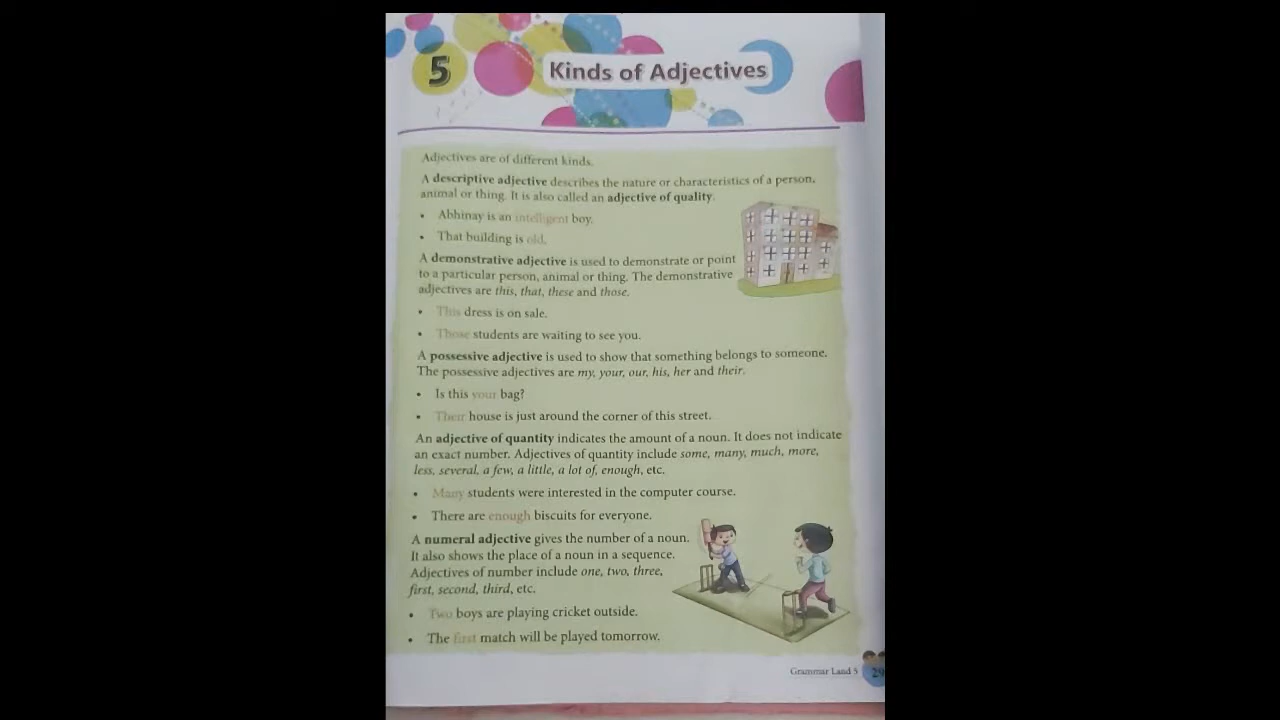 5
Kinds of Adjectives
Adjectives are of different kinds.
A descriptive adjective describes the nature or characteristics of a person,
animal or thing. It is also called an adjective of quality.
• Abhinay is an intelligent boy.
• That building is old.
A demonstrative adjective is used to demonstrate or point
to a particular person, animal or thing. The demonstrative
adjectives are this, that, these and those.
• This dress is on sale.
• Those students are waiting to see you.
A possessive adjective is used to show that something belongs to someone.
The possessive adjectives are my, your, our, his, her and their.
• Is this your bag?
• Their house is just around the corner of this street.
An adjective of quantity indicates the amount of a noun. It does not indicate
an exact number. Adjectives of quantity include some, many, much, more,
less, several, a few, a little, a lot of, enough, etc.
• Many students were interested in the computer course.
• There are enough biscuits for everyone.
A numeral adjective gives the number of a noun.
It also shows the place of a noun in a sequence.
Adjectives of number include one, two, three,
first, second, third, etc.
• Two boys are playing cricket outside.
• The first match will be played tomorrow.
Grammar Land 5
29